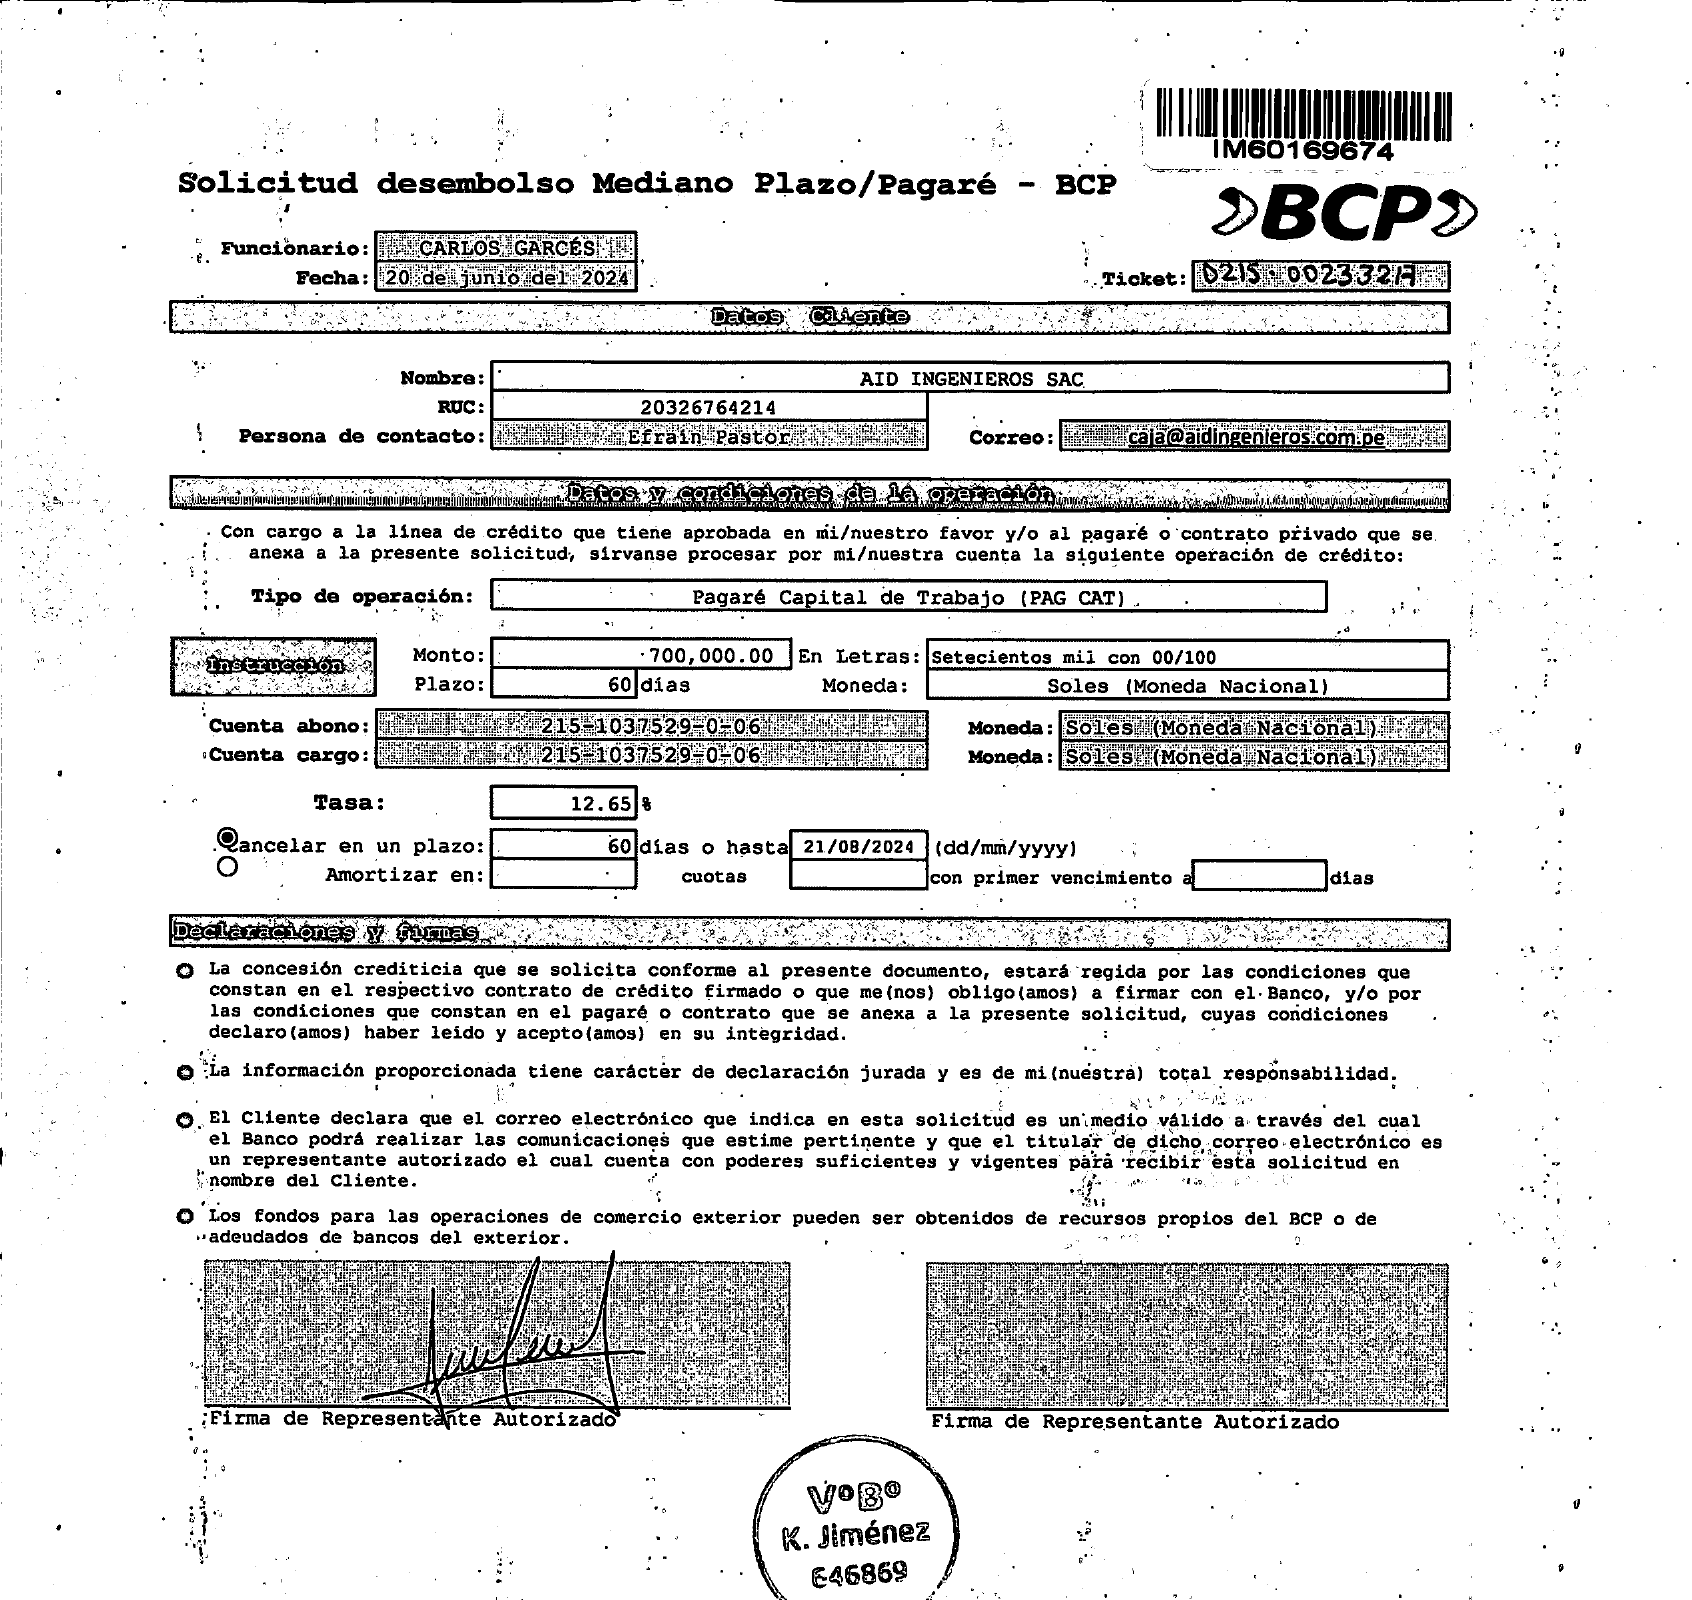 IM60169674
Solicitud desembolso Mediano Plazo/Pagaré - BCP
BCP
Funcionario: CARLOS GARCÉS
Fecha: 20 de junio del 2024
Ticket: D215-00233217
Datos Cliente
Nombre: AID INGENIEROS SAC
RUC: 20326764214
Persona de contacto: Efraín Pastor Correo: caja@aidingenieros.com.pe
Datos y condiciones de la operación
Con cargo a la línea de crédito que tiene aprobada en mi/nuestro favor y/o al pagaré o contrato privado que se
anexa a la presente solicitud, sírvanse procesar por mi/nuestra cuenta la siguiente operación de crédito:
Tipo de operación: Pagaré Capital de Trabajo (PAG CAT)
Instrucción
Monto: 700,000.00 En Letras: Setecientos mil con 00/100
Plazo: 60 días Moneda: Soles (Moneda Nacional)
Cuenta abono: 215-1037529-0-06 Moneda: Soles (Moneda Nacional)
Cuenta cargo: 215-1037529-0-06 Moneda: Soles (Moneda Nacional)
Tasa: 12.65 %
Cancelar en un plazo: 60 días o hasta 21/08/2024 (dd/mm/yyyy)
Amortizar en: cuotas con primer vencimiento a días
Declaraciones y firmas
La concesión crediticia que se solicita conforme al presente documento, estará regida por las condiciones que
constan en el respectivo contrato de crédito firmado o que me(nos) obligo(amos) a firmar con el Banco, y/o por
las condiciones que constan en el pagaré o contrato que se anexa a la presente solicitud, cuyas condiciones
declaro(amos) haber leído y acepto(amos) en su integridad.
La información proporcionada tiene carácter de declaración jurada y es de mi(nuestra) total responsabilidad.
El Cliente declara que el correo electrónico que indica en esta solicitud es un medio válido a través del cual
el Banco podrá realizar las comunicaciones que estime pertinente y que el titular de dicho correo electrónico es
un representante autorizado el cual cuenta con poderes suficientes y vigentes para recibir esta solicitud en
nombre del Cliente.
Los fondos para las operaciones de comercio exterior pueden ser obtenidos de recursos propios del BCP o de
adeudados de bancos del exterior.
Firma de Representante Autorizado Firma de Representante Autorizado
VºBº
K. Jiménez
E46869